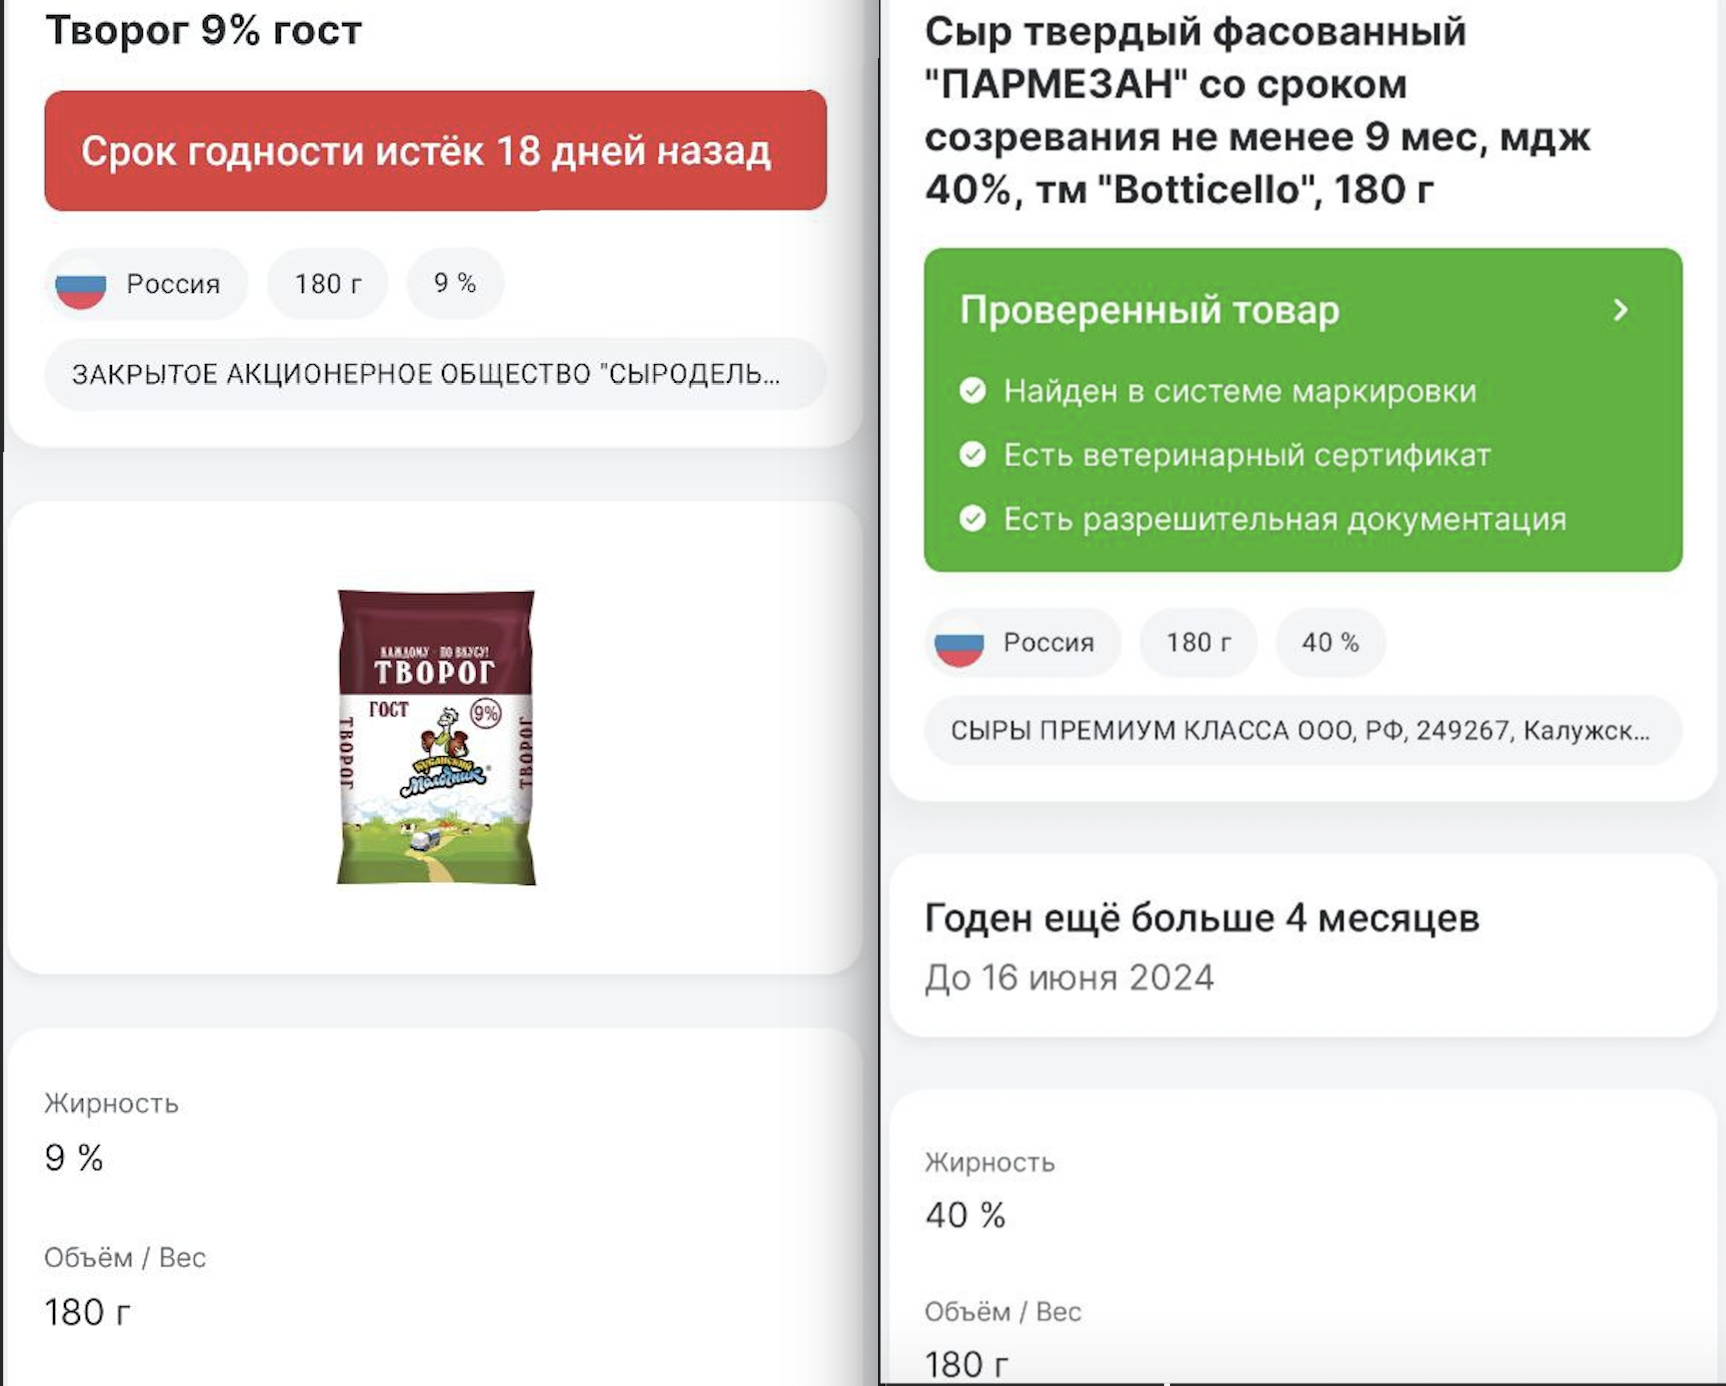 Творог 9% гост
Срок годности истёк 18 дней назад
Россия
180 г
9 %
ЗАКРЫТОЕ АКЦИОНЕРНОЕ ОБЩЕСТВО "СЫРОДЕЛЬ...
КАЖДОМУ - ПО ВКУСУ!
ТВОРОГ
ГОСТ
9%
ТВОРОГ
ТВОРОГ
Кубанский
Молочник
Жирность
9 %
Объём / Вес
180 г
Сыр твердый фасованный
"ПАРМЕЗАН" со сроком
созревания не менее 9 мес, мдж
40%, тм "Botticello", 180 г
Проверенный товар
Найден в системе маркировки
Есть ветеринарный сертификат
Есть разрешительная документация
Россия
180 г
40 %
СЫРЫ ПРЕМИУМ КЛАССА ООО, РФ, 249267, Калужск...
Годен ещё больше 4 месяцев
До 16 июня 2024
Жирность
40 %
Объём / Вес
180 г